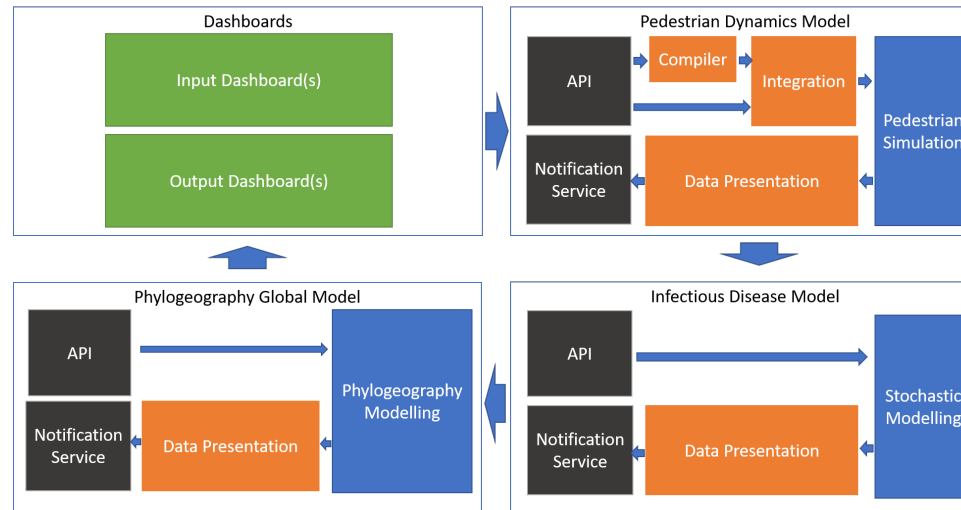 Dashboards
Input Dashboard(s)
Output Dashboard(s)
Pedestrian Dynamics Model
API
Compiler
Integration
Pedestrian
Simulation
Notification
Service
Data Presentation
Phylogeography Global Model
API
Phylogeography
Modelling
Notification
Service
Data Presentation
Infectious Disease Model
API
Stochastic
Modelling
Notification
Service
Data Presentation